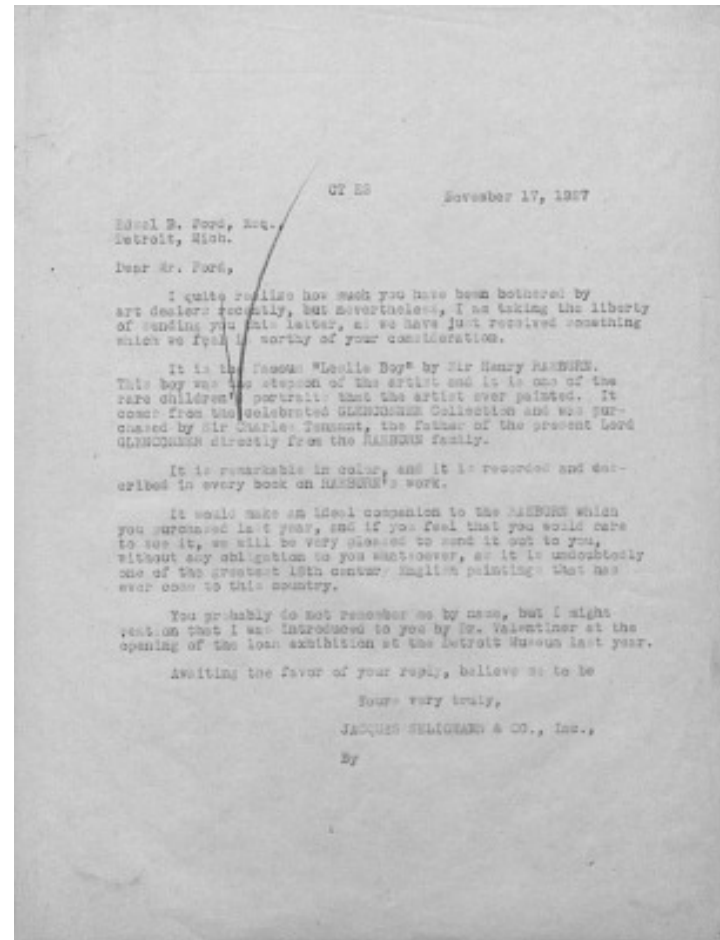 CT ES
November 17, 1927
Edsel B. Ford, Esq.,
Detroit, Mich.
Dear Mr. Ford,
I quite realize how much you have been bothered by
art dealers recently, but nevertheless, I am taking the liberty
of sending you this letter, as we have just received something
which we feel is worthy of your consideration.
It is the famous "Leslie Boy" by Sir Henry RAEBURN.
This boy was the stepson of the artist and it is one of the
rare children's portraits that the artist ever painted. It
comes from the celebrated GLENCONNER Collection and was pur-
chased by Sir Charles Tennant, the father of the present Lord
GLENCONNER directly from the RAEBURN family.
It is remarkable in color, and it is recorded and des-
cribed in every book on RAEBURN's work.
It would make an ideal companion to the RAEBURN which
you purchased last year, and if you feel that you would care
to see it, we will be very pleased to send it out to you,
without any obligation to you whatsoever, as it is undoubtedly
one of the greatest 18th century English paintings that has
ever come to this country.
You probably do not remember me by name, but I might
mention that I was introduced to you by Dr. Valentiner at the
opening of the loan exhibition at the Detroit Museum last year.
Awaiting the favor of your reply, believe me to be
Yours very truly,
JACQUES SELIGMANN & CO., Inc.,
By